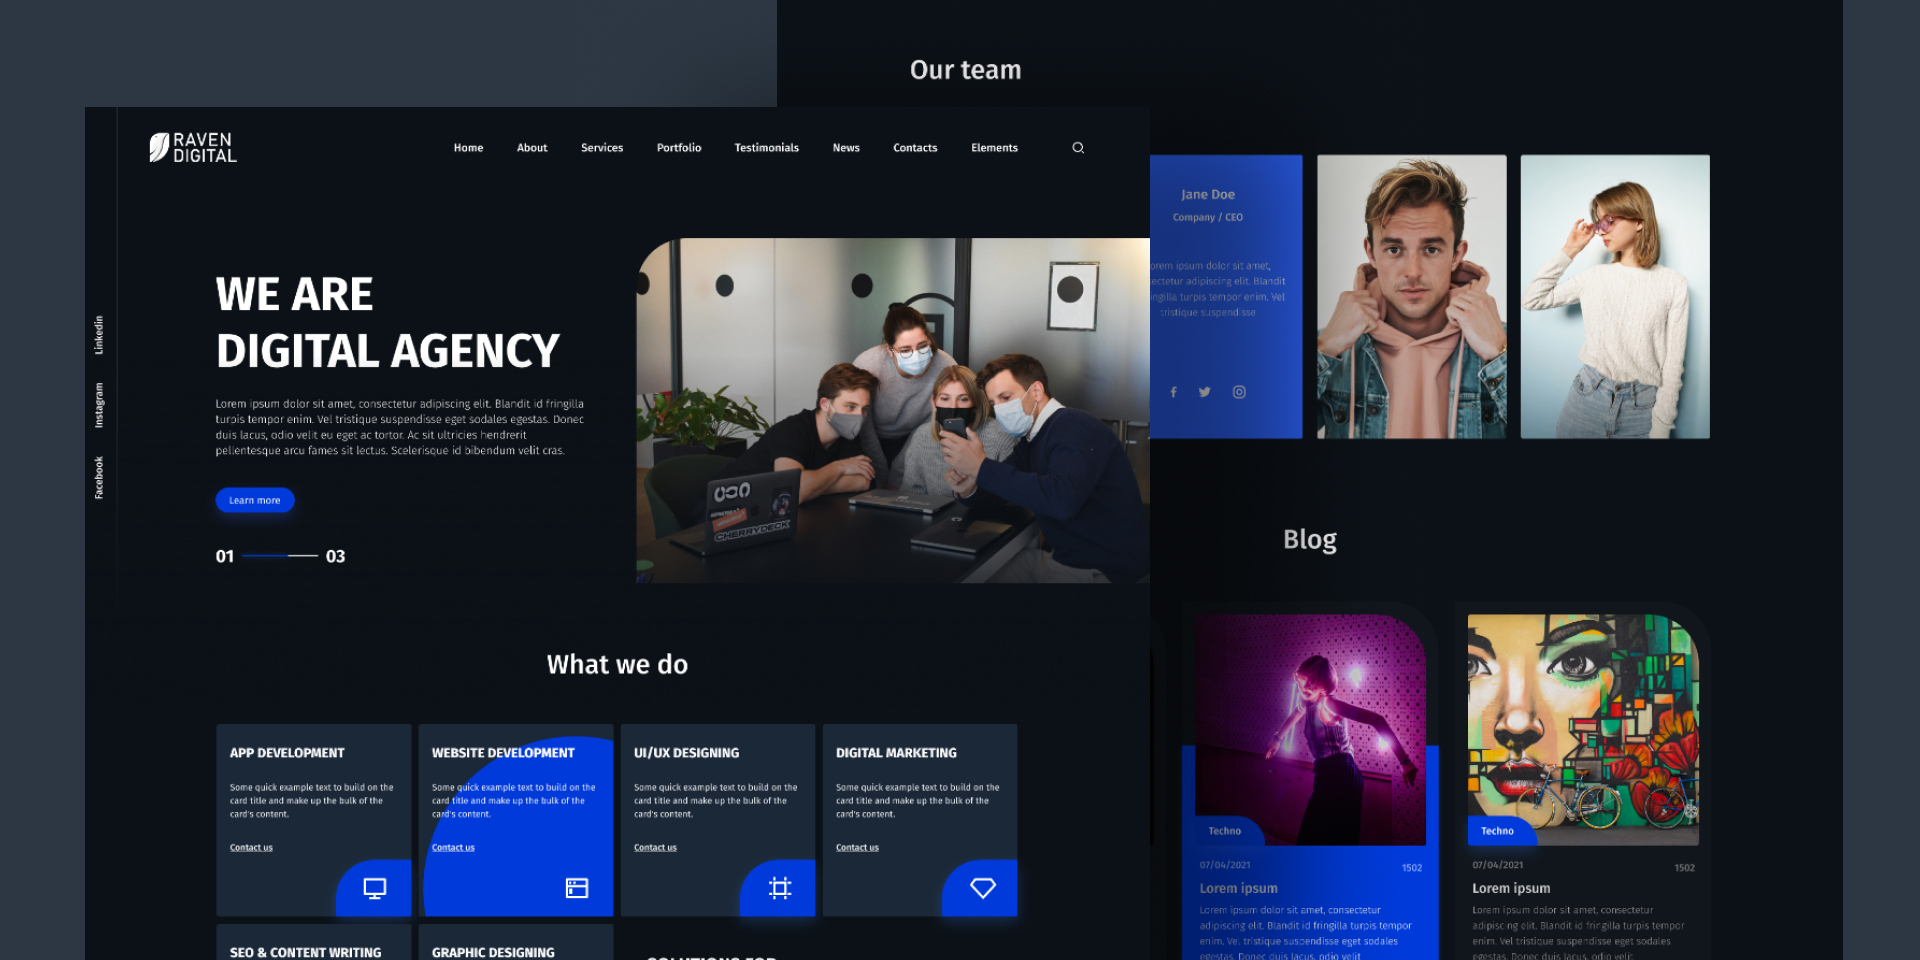 RAVEN
DIGITAL
Home
About
Services
Portfolio
Testimonials
News
Contacts
Elements
Linkedin
Instagram
Facebook
WE ARE
DIGITAL AGENCY
Lorem ipsum dolor sit amet, consectetur adipiscing elit. Blandit id fringilla
turpis tempor enim. Vel tristique suspendisse eget sodales egestas. Donec
duis lacus, odio velit eu eget ac tortor. Ac sit ultricies hendrerit
pellentesque arcu fames sit lectus. Scelerisque id bibendum velit cras.
Learn more
01
03
CHERRYDECK
What we do
APP DEVELOPMENT
Some quick example text to build on the
card title and make up the bulk of the
card's content.
Contact us
WEBSITE DEVELOPMENT
Some quick example text to build on the
card title and make up the bulk of the
card's content.
Contact us
UI/UX DESIGNING
Some quick example text to build on the
card title and make up the bulk of the
card's content.
Contact us
DIGITAL MARKETING
Some quick example text to build on the
card title and make up the bulk of the
card's content.
Contact us
SEO & CONTENT WRITING
GRAPHIC DESIGNING
SOLUTIONS FOR
Our team
Jane Doe
Company / CEO
orem ipsum dolor sit amet,
ectetur adipiscing elit. Blandit
ingilla turpis tempor enim. Vel
tristique suspendisse
Blog
Techno
07/04/2021
1502
Lorem ipsum
Lorem ipsum dolor sit amet, consectetur
adipiscing elit. Blandit id fringilla turpis tempor
enim. Vel tristique suspendisse eget sodales
egestas. Donec duis lacus, odio velit
Techno
07/04/2021
1502
Lorem ipsum
Lorem ipsum dolor sit amet, consectetur
adipiscing elit. Blandit id fringilla turpis tempor
enim. Vel tristique suspendisse eget sodales
egestas. Donec duis lacus, odio velit